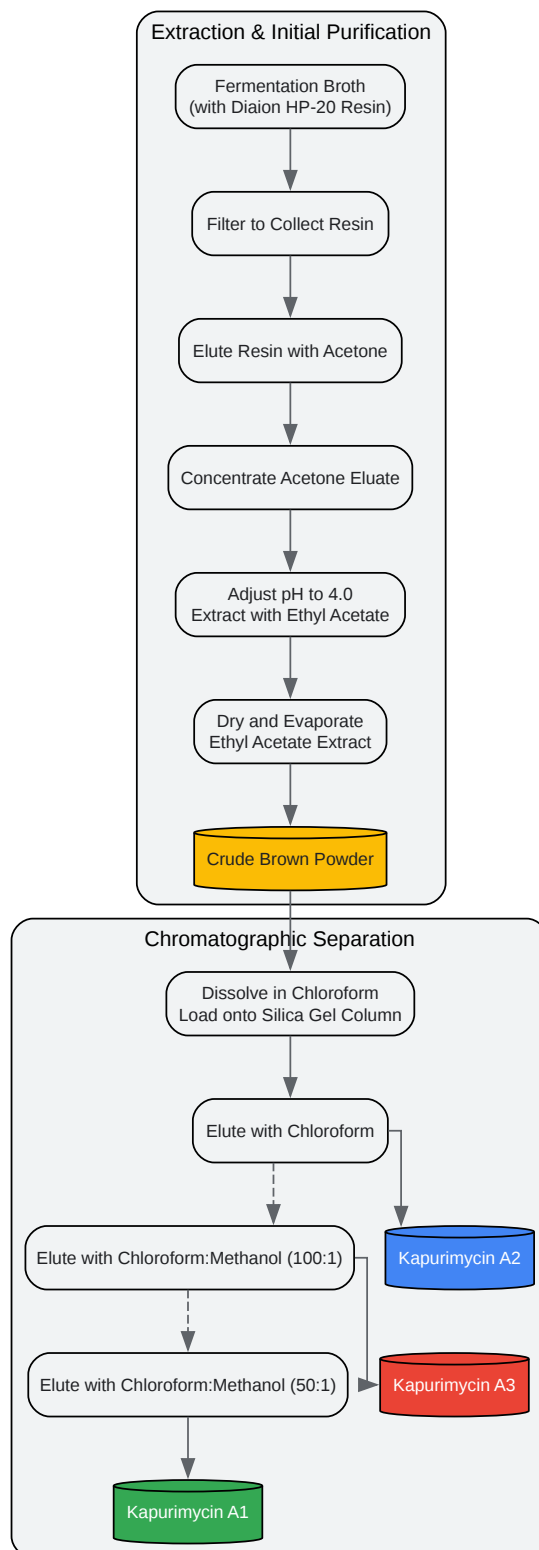 Extraction & Initial Purification
Fermentation Broth
(with Diaion HP-20 Resin)
Filter to Collect Resin
Elute Resin with Acetone
Concentrate Acetone Eluate
Adjust pH to 4.0
Extract with Ethyl Acetate
Dry and Evaporate
Ethyl Acetate Extract
Crude Brown Powder
Chromatographic Separation
Dissolve in Chloroform
Load onto Silica Gel Column
Elute with Chloroform
Elute with Chloroform:Methanol (100:1)
Kapurimycin A2
Elute with Chloroform:Methanol (50:1)
Kapurimycin A3
Kapurimycin A1